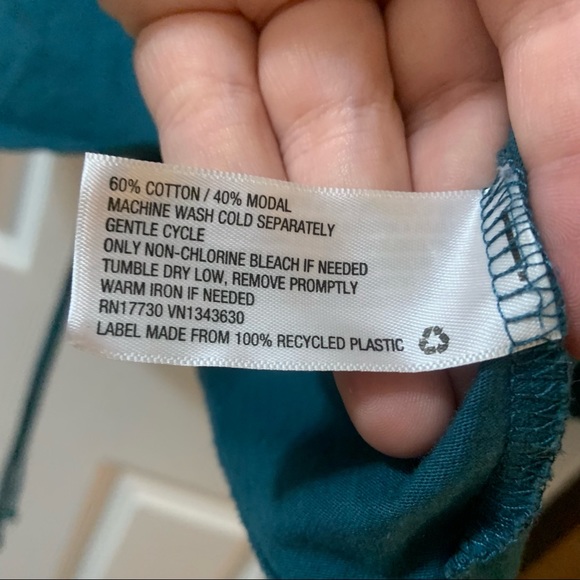 60% COTTON / 40% MODAL
MACHINE WASH COLD SEPARATELY
GENTLE CYCLE
ONLY NON-CHLORINE BLEACH IF NEEDED
TUMBLE DRY LOW, REMOVE PROMPTLY
WARM IRON IF NEEDED
RN17730 VN1343630
LABEL MADE FROM 100% RECYCLED PLASTIC